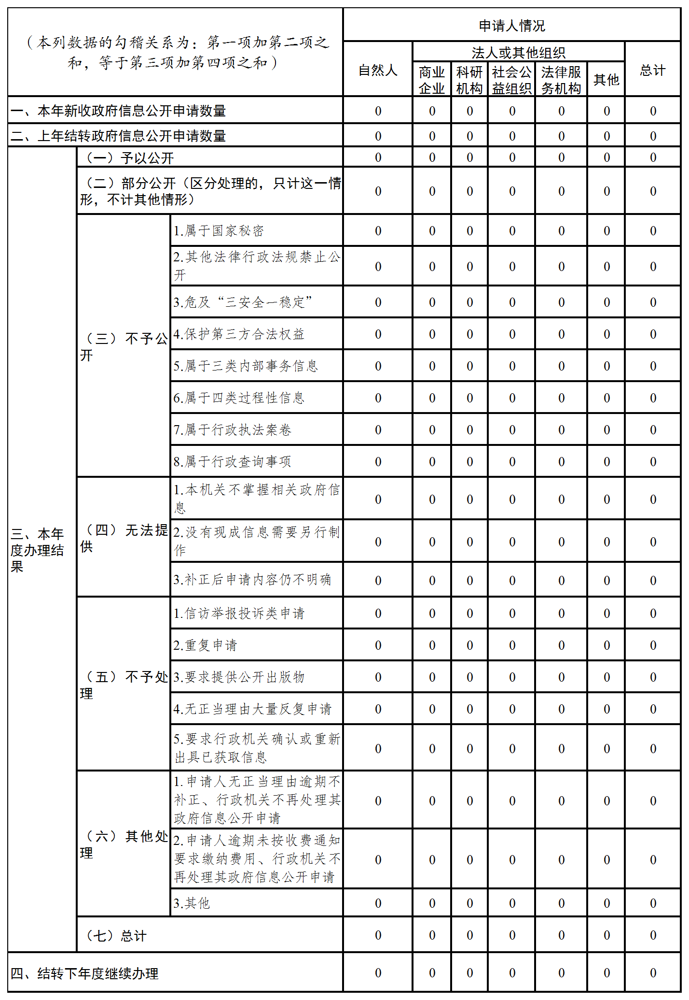 （本列数据的勾稽关系为：第一项加第二项之
和，等于第三项加第四项之和）
申请人情况
自然人
法人或其他组织
总计
商业
企业
科研
机构
社会公
益组织
法律服
务机构
其他
一、本年新收政府信息公开申请数量 0 0 0 0 0 0 0
二、上年结转政府信息公开申请数量 0 0 0 0 0 0 0
三、本年
度办理结
果
（一）予以公开 0 0 0 0 0 0 0
（二）部分公开（区分处理的，只计这一情
形，不计其他情形） 0 0 0 0 0 0 0
（三）不予公
开
1.属于国家秘密 0 0 0 0 0 0 0
2.其他法律行政法规禁止公
开 0 0 0 0 0 0 0
3.危及“三安全一稳定” 0 0 0 0 0 0 0
4.保护第三方合法权益 0 0 0 0 0 0 0
5.属于三类内部事务信息 0 0 0 0 0 0 0
6.属于四类过程性信息 0 0 0 0 0 0 0
7.属于行政执法案卷 0 0 0 0 0 0 0
8.属于行政查询事项 0 0 0 0 0 0 0
（四）无法提
供
1.本机关不掌握相关政府信
息 0 0 0 0 0 0 0
2.没有现成信息需要另行制
作 0 0 0 0 0 0 0
3.补正后申请内容仍不明确 0 0 0 0 0 0 0
（五）不予处
理
1.信访举报投诉类申请 0 0 0 0 0 0 0
2.重复申请 0 0 0 0 0 0 0
3.要求提供公开出版物 0 0 0 0 0 0 0
4.无正当理由大量反复申请 0 0 0 0 0 0 0
5.要求行政机关确认或重新
出具已获取信息 0 0 0 0 0 0 0
（六）其他处
理
1.申请人无正当理由逾期不
补正、行政机关不再处理其
政府信息公开申请 0 0 0 0 0 0 0
2.申请人逾期未按收费通知
要求缴纳费用、行政机关不
再处理其政府信息公开申请 0 0 0 0 0 0 0
3.其他 0 0 0 0 0 0 0
（七）总计 0 0 0 0 0 0 0
四、结转下年度继续办理 0 0 0 0 0 0 0